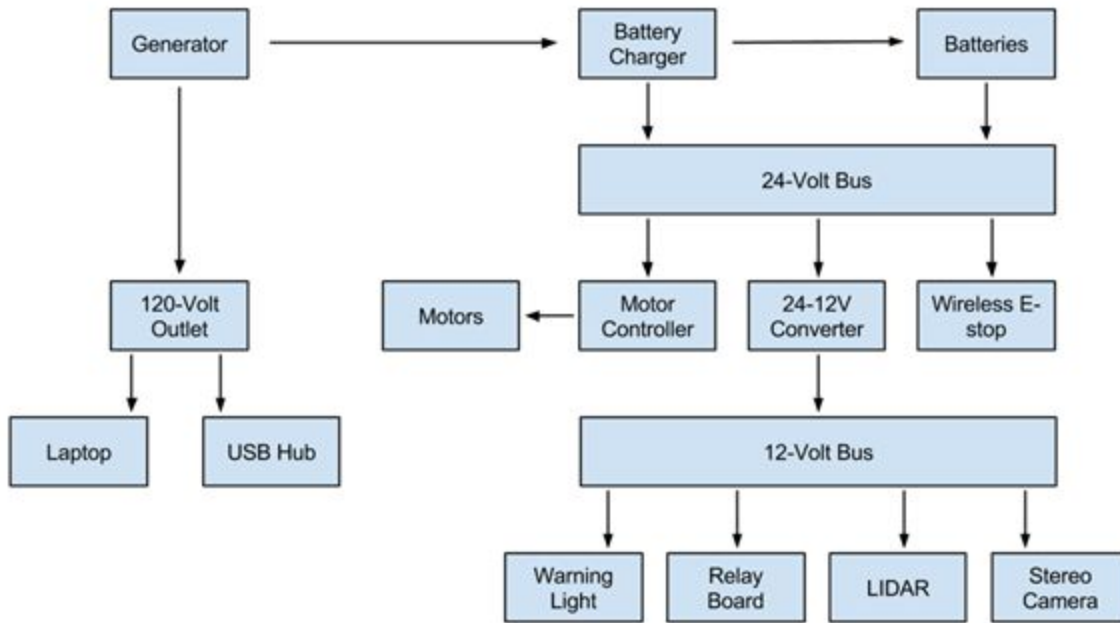 Generator
Battery
Charger
Batteries
24-Volt Bus
120-Volt
Outlet
Motors
Motor
Controller
24-12V
Converter
Wireless E-
stop
Laptop
USB Hub
12-Volt Bus
Warning
Light
Relay
Board
LIDAR
Stereo
Camera